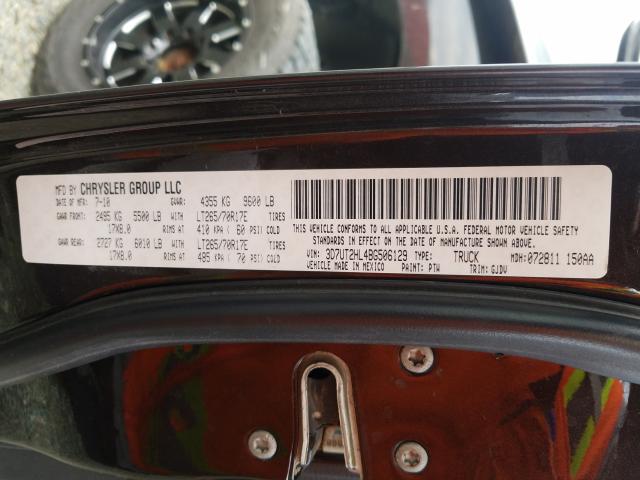 MFD BY CHRYSLER GROUP LLC
DATE OF MFR: 7-10 GVWR: 4355 KG 9600 LB
GAWR FRONT: 2495 KG 5500 LB WITH LT265/70R17E TIRES
17X8.0 RIMS AT 410 KPA ( 60 PSI) COLD
GAWR REAR: 2727 KG 6010 LB WITH LT265/70R17E TIRES
17X8.0 RIMS AT 485 KPA ( 70 PSI) COLD
THIS VEHICLE CONFORMS TO ALL APPLICABLE U.S.A. FEDERAL MOTOR VEHICLE SAFETY
STANDARDS IN EFFECT ON THE DATE OF MANUFACTURE SHOWN ABOVE.
VIN: 3D7UT2HL4BG506129 TYPE: TRUCK MDH: 072811 150AA
VEHICLE MADE IN MEXICO PAINT: PTW TRIM: GJDV